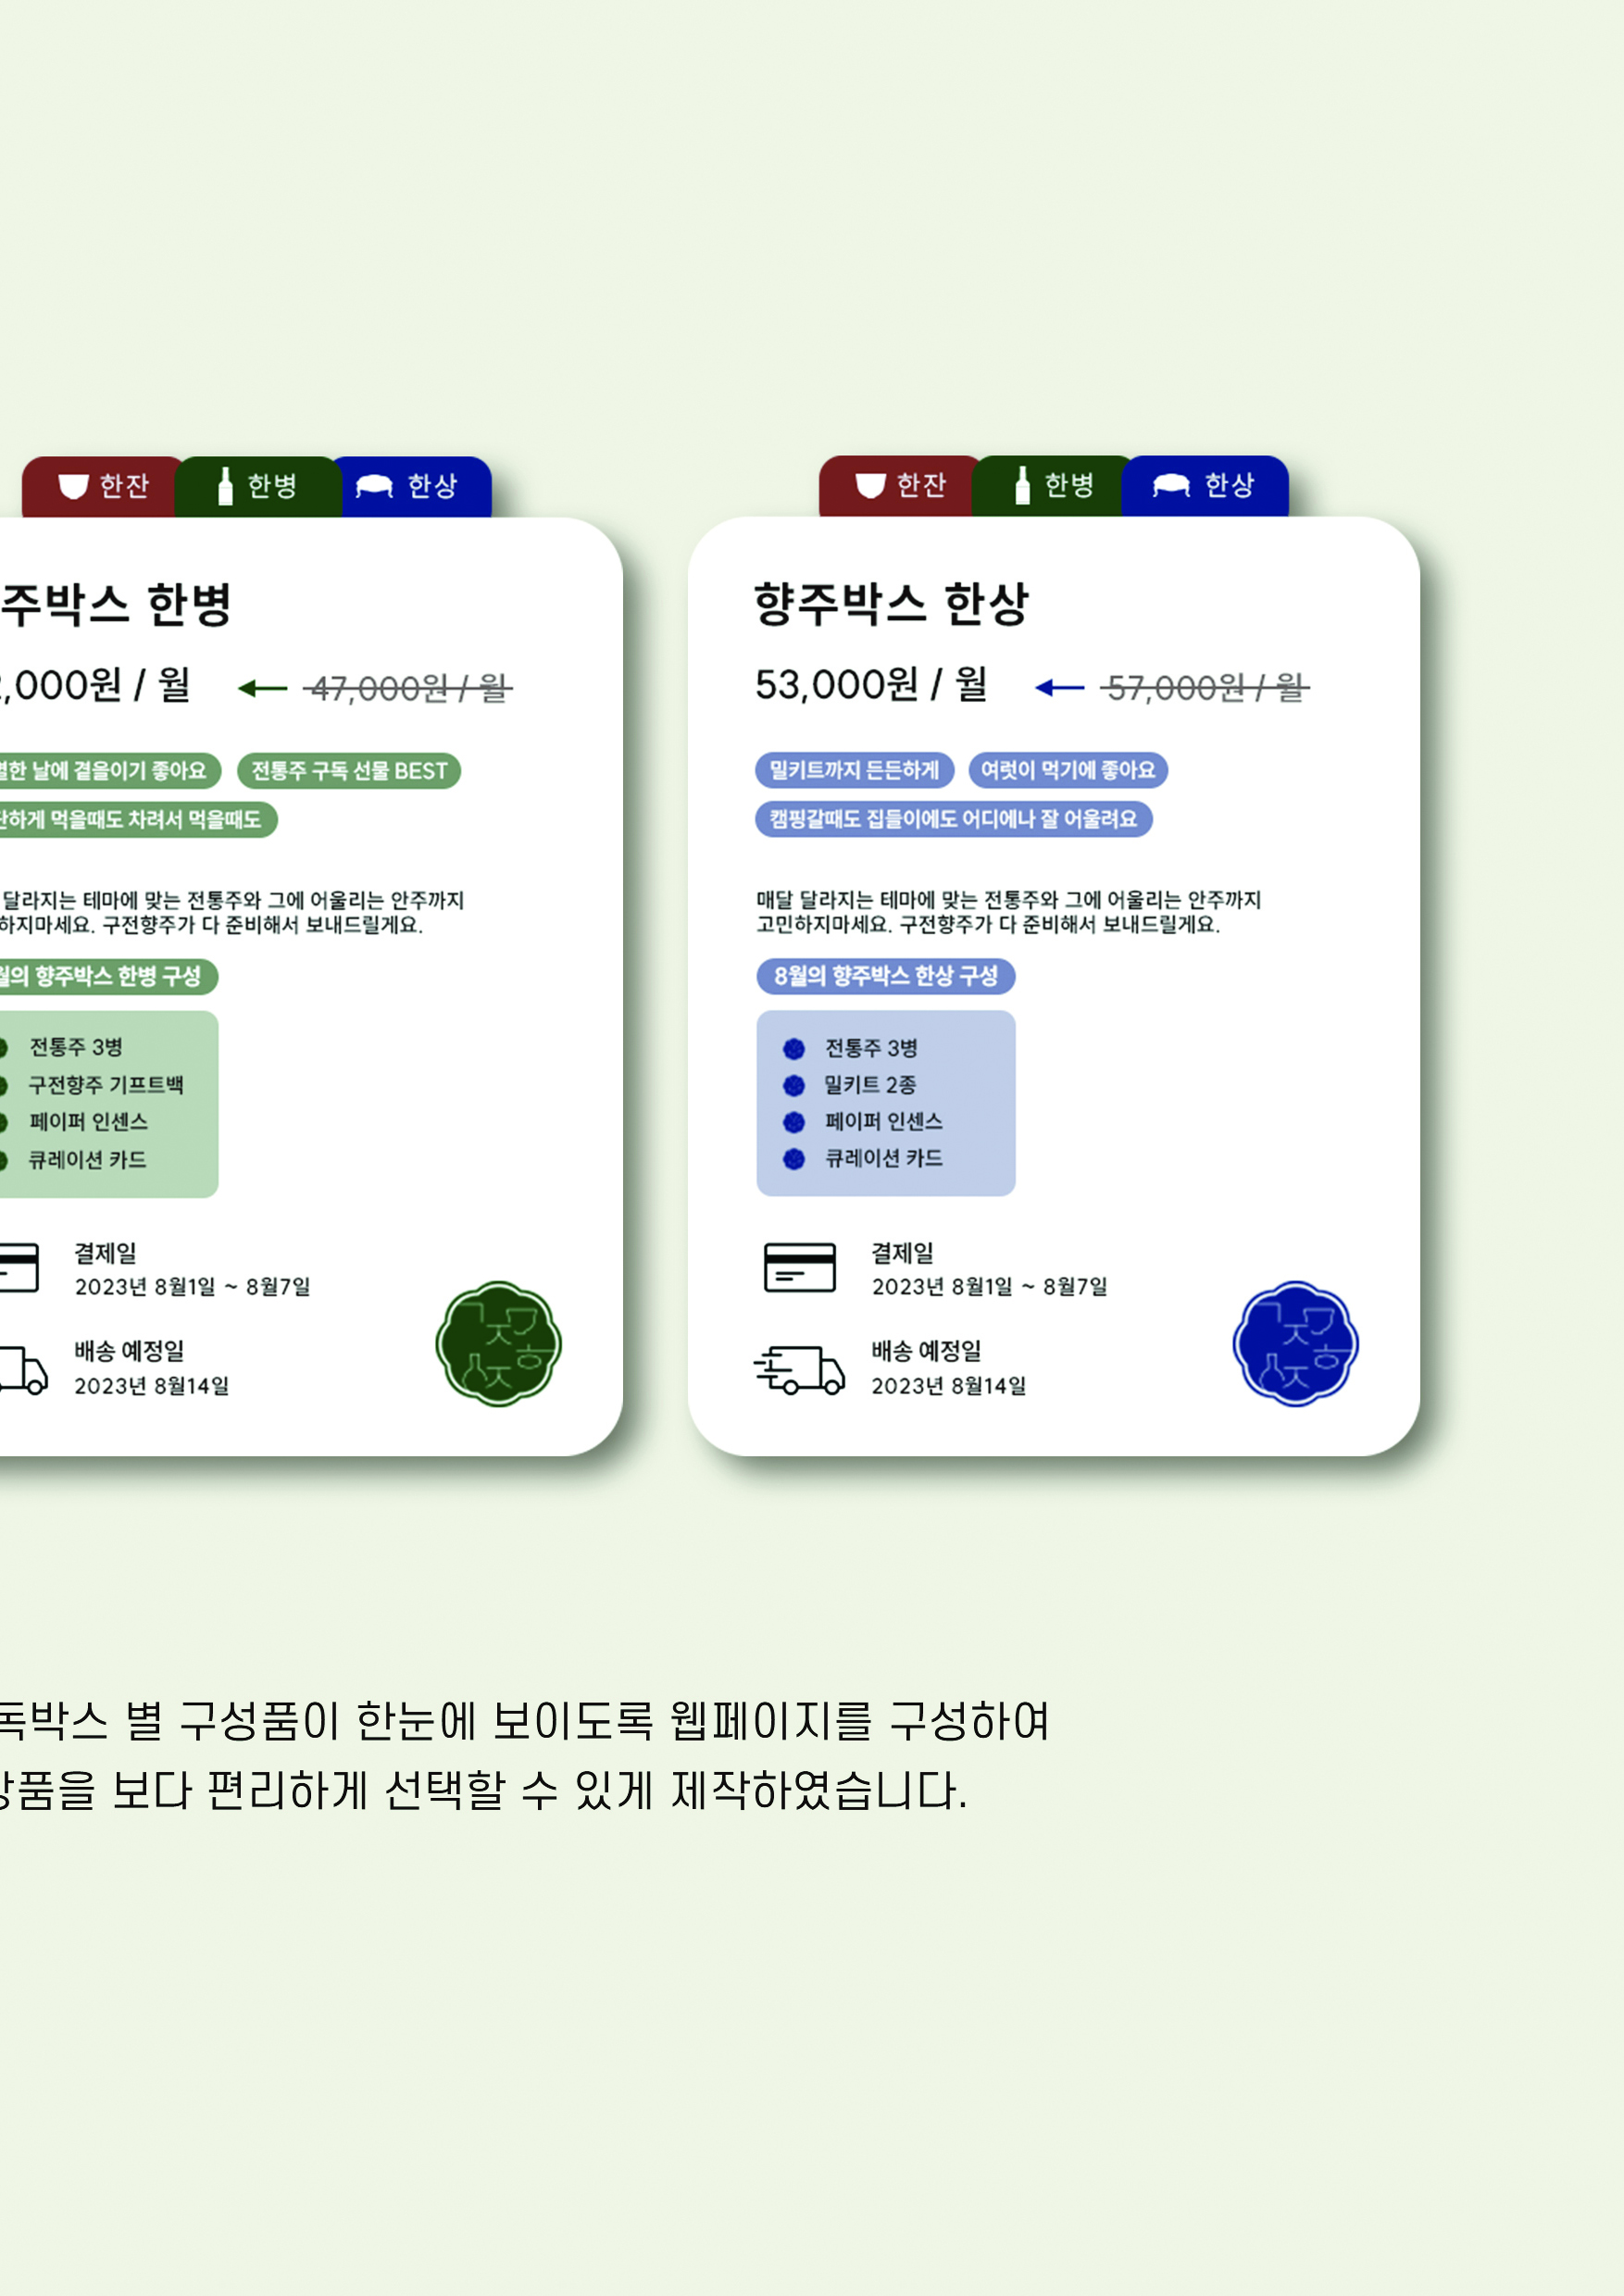 한잔 한병 한상
주박스 한병
,000원 / 월 47,000원 / 월
한 날에 곁을이기 좋아요 전통주 구독 선물 BEST
하게 먹을때도 차려서 먹을때도
달라지는 테마에 맞는 전통주와 그에 어울리는 안주까지
하지마세요. 구전향주가 다 준비해서 보내드릴게요.
월의 향주박스 한병 구성
전통주 3병
구전향주 기프트백
페이퍼 인센스
큐레이션 카드
결제일
2023년 8월1일 ~ 8월7일
배송 예정일
2023년 8월14일
한잔 한병 한상
향주박스 한상
53,000원 / 월 57,000원 / 월
밀키트까지 든든하게 여럿이 먹기에 좋아요
캠핑갈때도 집들이에도 어디에나 잘 어울려요
매달 달라지는 테마에 맞는 전통주와 그에 어울리는 안주까지
고민하지마세요. 구전향주가 다 준비해서 보내드릴게요.
8월의 향주박스 한상 구성
전통주 3병
밀키트 2종
페이퍼 인센스
큐레이션 카드
결제일
2023년 8월1일 ~ 8월7일
배송 예정일
2023년 8월14일
독박스 별 구성품이 한눈에 보이도록 웹페이지를 구성하여
상품을 보다 편리하게 선택할 수 있게 제작하였습니다.